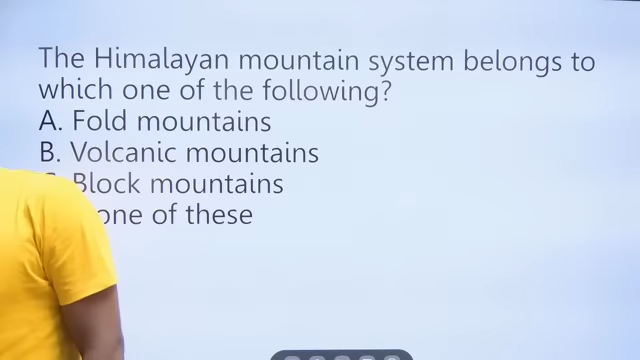 The Himalayan mountain system belongs to
which one of the following?
A. Fold mountains
B. Volcanic mountains
Block mountains
of these